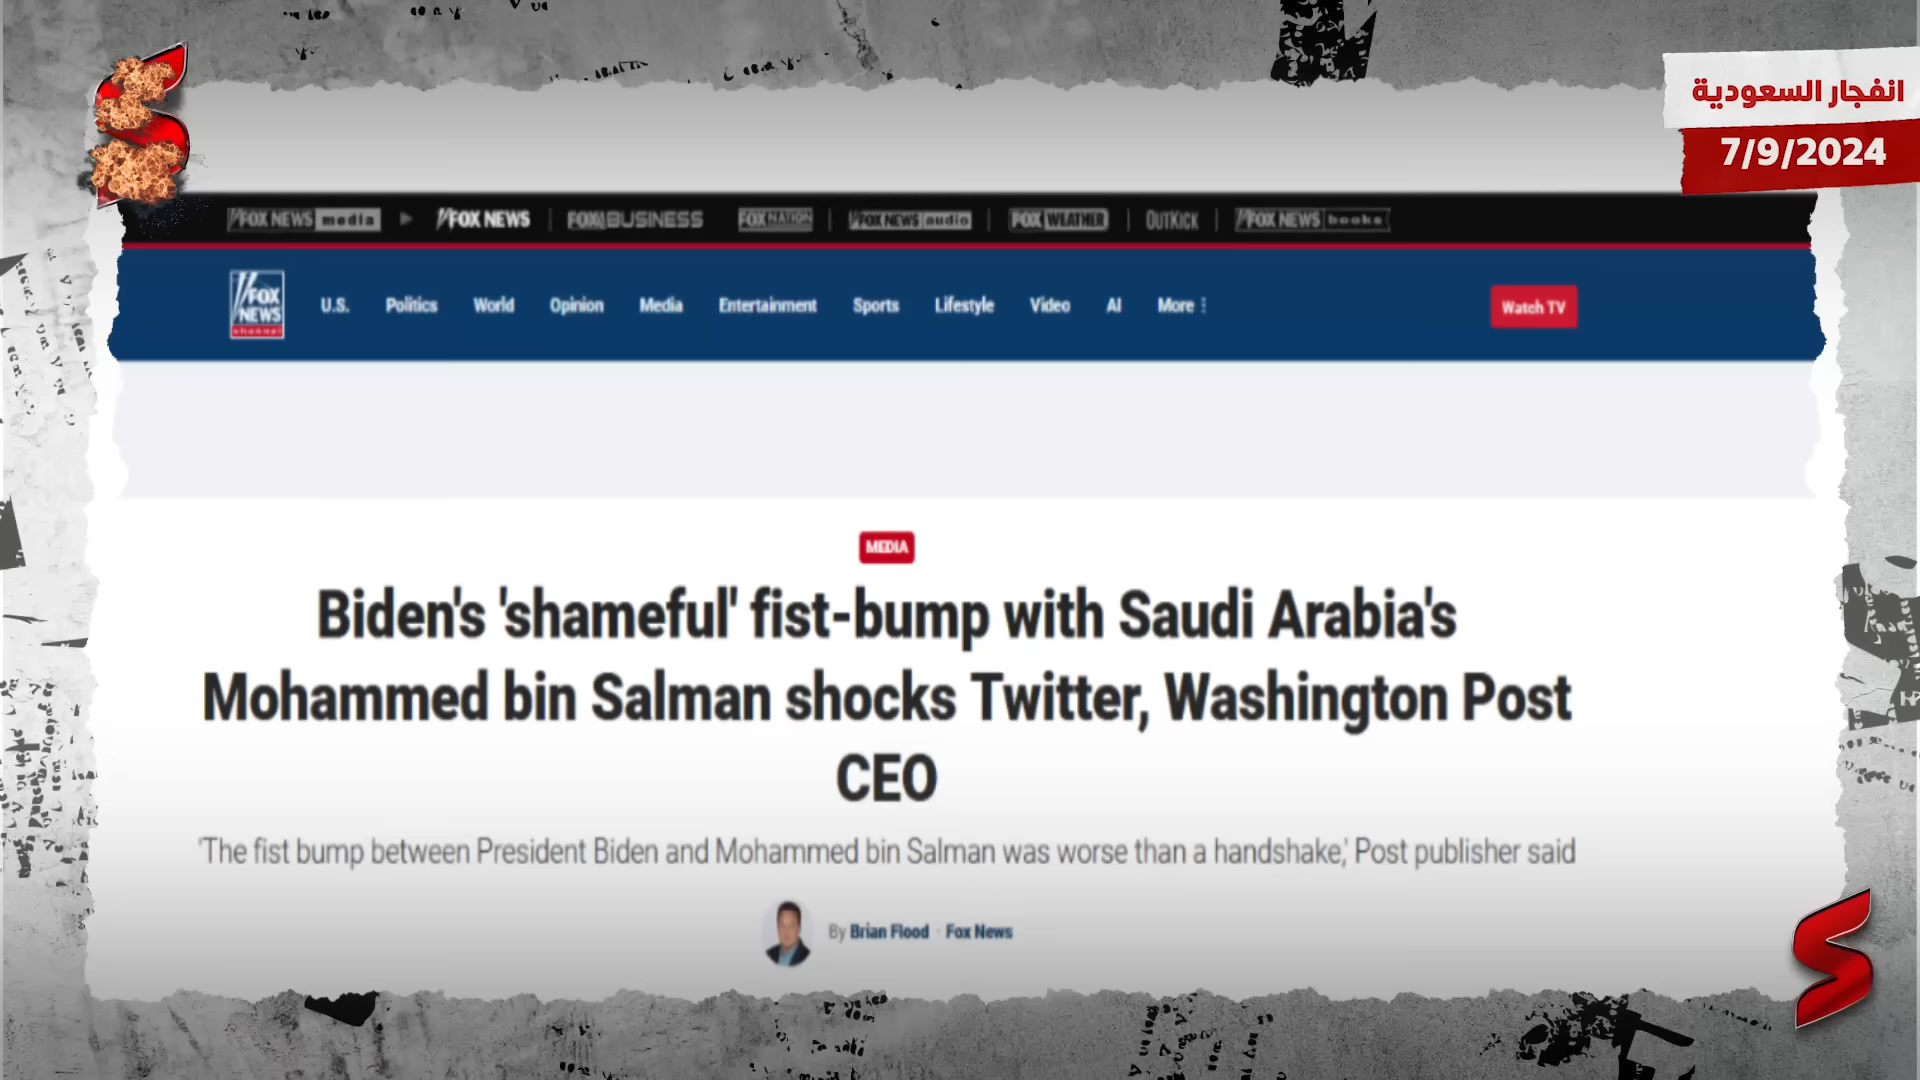 انفجار السعودية
7/9/2024
FOX NEWS media
FOX NEWS
FOX BUSINESS
FOX NATION
FOX NEWS audio
FOX WEATHER
OUTKICK
FOX NEWS books
FOX
NEWS
channel
U.S. Politics World Opinion Media Entertainment Sports Lifestyle Video AI More
Watch TV
MEDIA
Biden's 'shameful' fist-bump with Saudi Arabia's
Mohammed bin Salman shocks Twitter, Washington Post
CEO
'The fist bump between President Biden and Mohammed bin Salman was worse than a handshake,' Post publisher said
By Brian Flood · Fox News